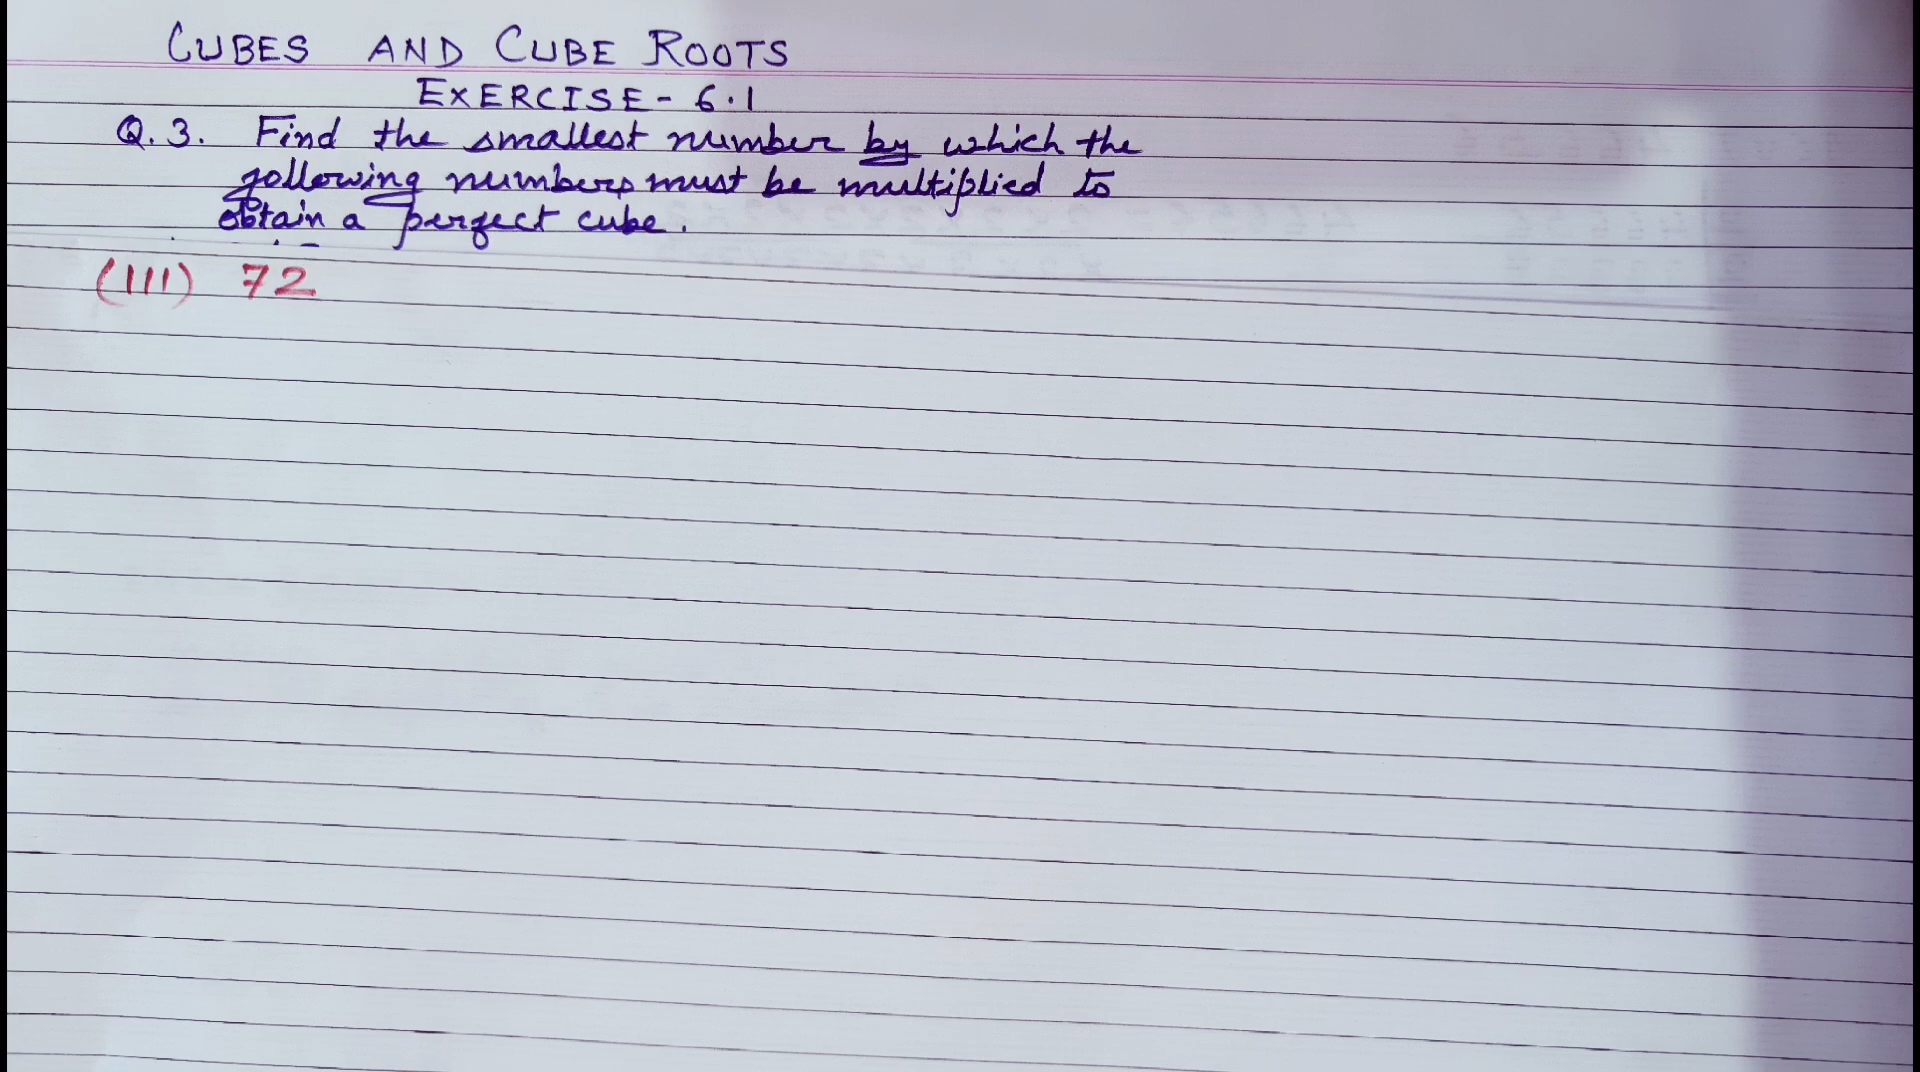 CUBES AND CUBE ROOTS
EXERCISE - 6.1
Q.3. Find the smallest number by which the
following numbers must be multiplied to
obtain a perfect cube.
(III) 72